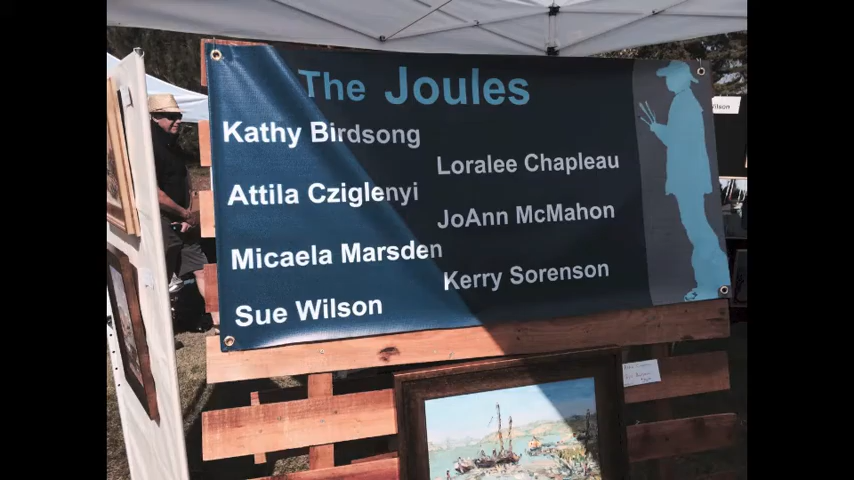 The Joules
Kathy Birdsong
Loralee Chapleau
Attila Cziglenyi
JoAnn McMahon
Micaela Marsden
Kerry Sorenson
Sue Wilson